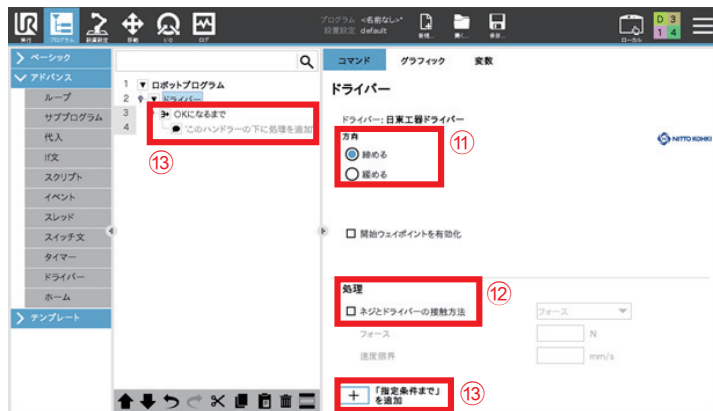 プログラム <名前なし>*
設置設定 default
プログラム 設置設定 移動 I/O ログ
新規... 開く... 保存...
ローカル
D 3
1 4
ベーシック
アドバンス
ループ
サブプログラム
代入
If文
スクリプト
イベント
スレッド
スイッチ文
タイマー
ドライバー
ホーム
テンプレート
1 ロボットプログラム
2 ドライバー
3 OKになるまで
4 'このハンドラーの下に処理を追加
⑬
コマンド グラフィック 変数
ドライバー
ドライバー: 日東工器ドライバー
方向
締める
緩める
⑪
NITTO KOHKI
開始ウェイポイントを有効化
処理
⑫
ネジとドライバーの接触方法 フォース
フォース N
速度限界 mm/s
+ 「指定条件まで」
を追加
⑬